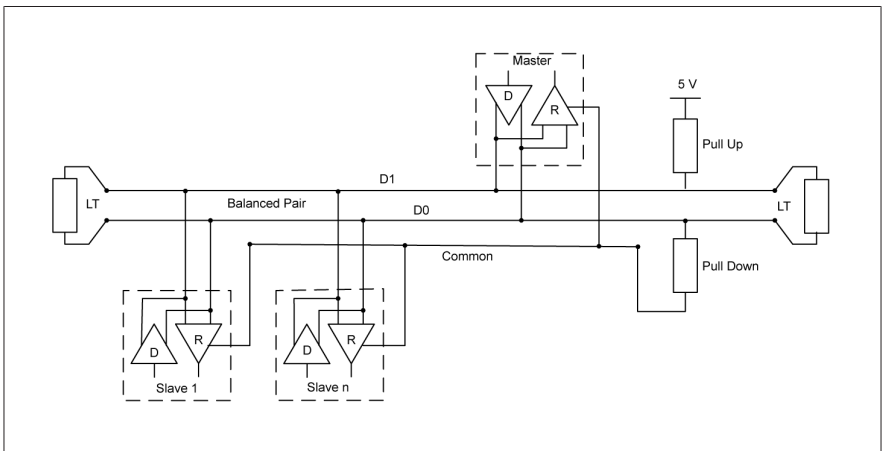 Master
5 V
D
R
Pull Up
D1
LT
Balanced Pair
LT
D0
Common
Pull Down
R
R
D
D
Slave 1
Slave n